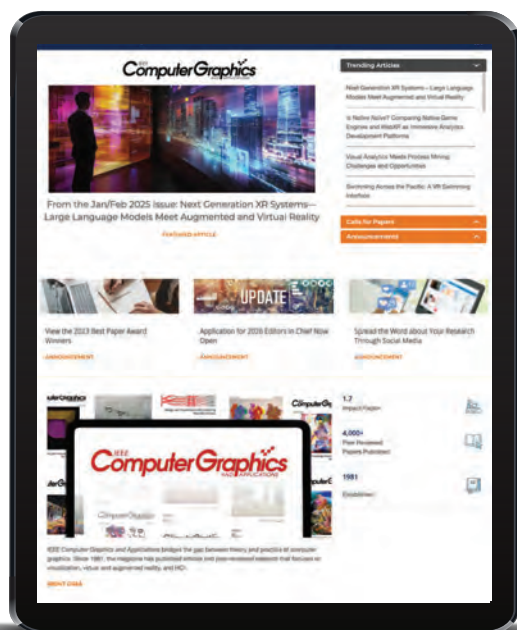 IEEE
ComputerGraphics
From the Jan/Feb 2025 Issue: Next Generation XR Systems—
Large Language Models Meet Augmented and Virtual Reality
FEATURED ARTICLE
Trending Articles
Next Generation XR Systems – Large Language
Models Meet Augmented and Virtual Reality
Is Native Naïve? Comparing Native Game
Engines and WebXR as Immersive Analytics
Development Platforms
Visual Analytics Meets Process Mining:
Challenges and Opportunities
Swimming Across the Pacific: A VR Swimming
Interface
Calls for Papers
Announcements
UPDATE
View the 2023 Best Paper Award
Winners
ANNOUNCEMENT
Application for 2026 Editors in Chief Now
Open
ANNOUNCEMENT
Spread the Word about Your Research
Through Social Media
ANNOUNCEMENT
IEEE
ComputerGraphics
AND APPLICATIONS
ComputerGraphics
1.7
Impact Factor
4,000+
Peer Reviewed
Papers Published
1981
Established
IEEE Computer Graphics and Applications bridges the gap between theory and practice of computer
graphics. Since 1981, the magazine has published articles and peer-reviewed research that focuses on
visualization, virtual and augmented reality, and HCI.
ABOUT CG&A